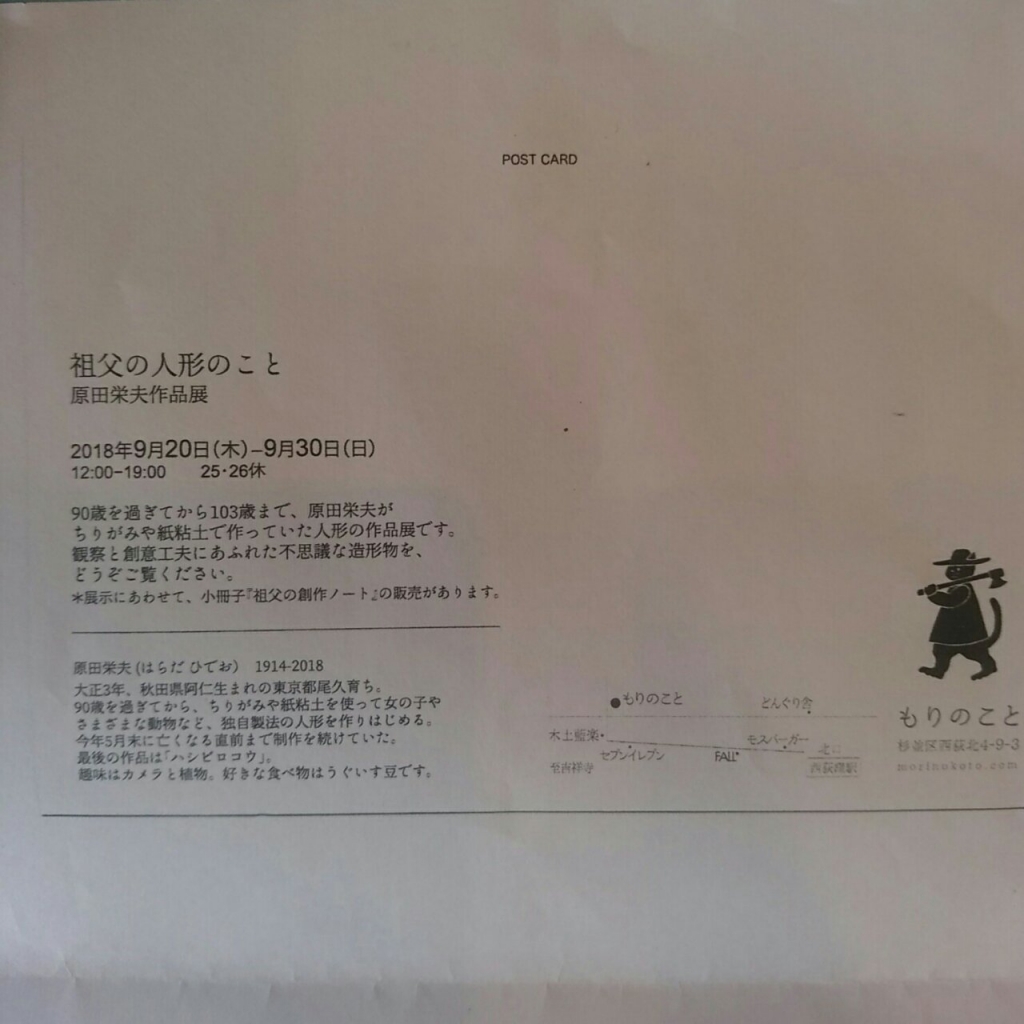 POST CARD
祖父の人形のこと
原田栄夫作品展
2018年9月20日(木)–9月30日(日)
12:00–19:00 25・26休
90歳を過ぎてから103歳まで、原田栄夫が
ちりがみや紙粘土で作っていた人形の作品展です。
観察と創意工夫にあふれた不思議な造形物を、
どうぞご覧ください。
*展示にあわせて、小冊子『祖父の創作ノート』の販売があります。
原田栄夫(はらだ ひでお) 1914-2018
大正3年、秋田県阿仁生まれの東京都尾久育ち。
90歳を過ぎてから、ちりがみや紙粘土を使って女の子や
さまざまな動物など、独自製法の人形を作りはじめる。
今年5月末に亡くなる直前まで制作を続けていた。
最後の作品は「ハシビロコウ」。
趣味はカメラと植物。好きな食べ物はうぐいす豆です。
●もりのこと
どんぐり舎
木土藍楽
セブンイレブン
モスバーガー
FALL
北口
至吉祥寺
西荻窪駅
もりのこと
杉並区西荻北4-9-3
morinokoto.com